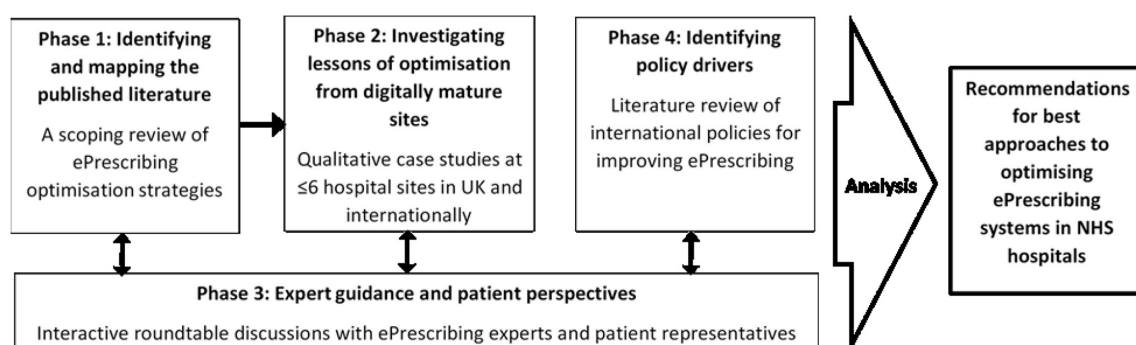 Phase 1: Identifying
and mapping the
published literature
A scoping review of
ePrescribing
optimisation strategies
Phase 2: Investigating
lessons of optimisation
from digitally mature
sites
Qualitative case studies at
≤6 hospital sites in UK and
internationally
Phase 4: Identifying
policy drivers
Literature review of
international policies for
improving ePrescribing
Phase 3: Expert guidance and patient perspectives
Interactive roundtable discussions with ePrescribing experts and patient representatives
Analysis
Recommendations
for best
approaches to
optimising
ePrescribing
systems in NHS
hospitals